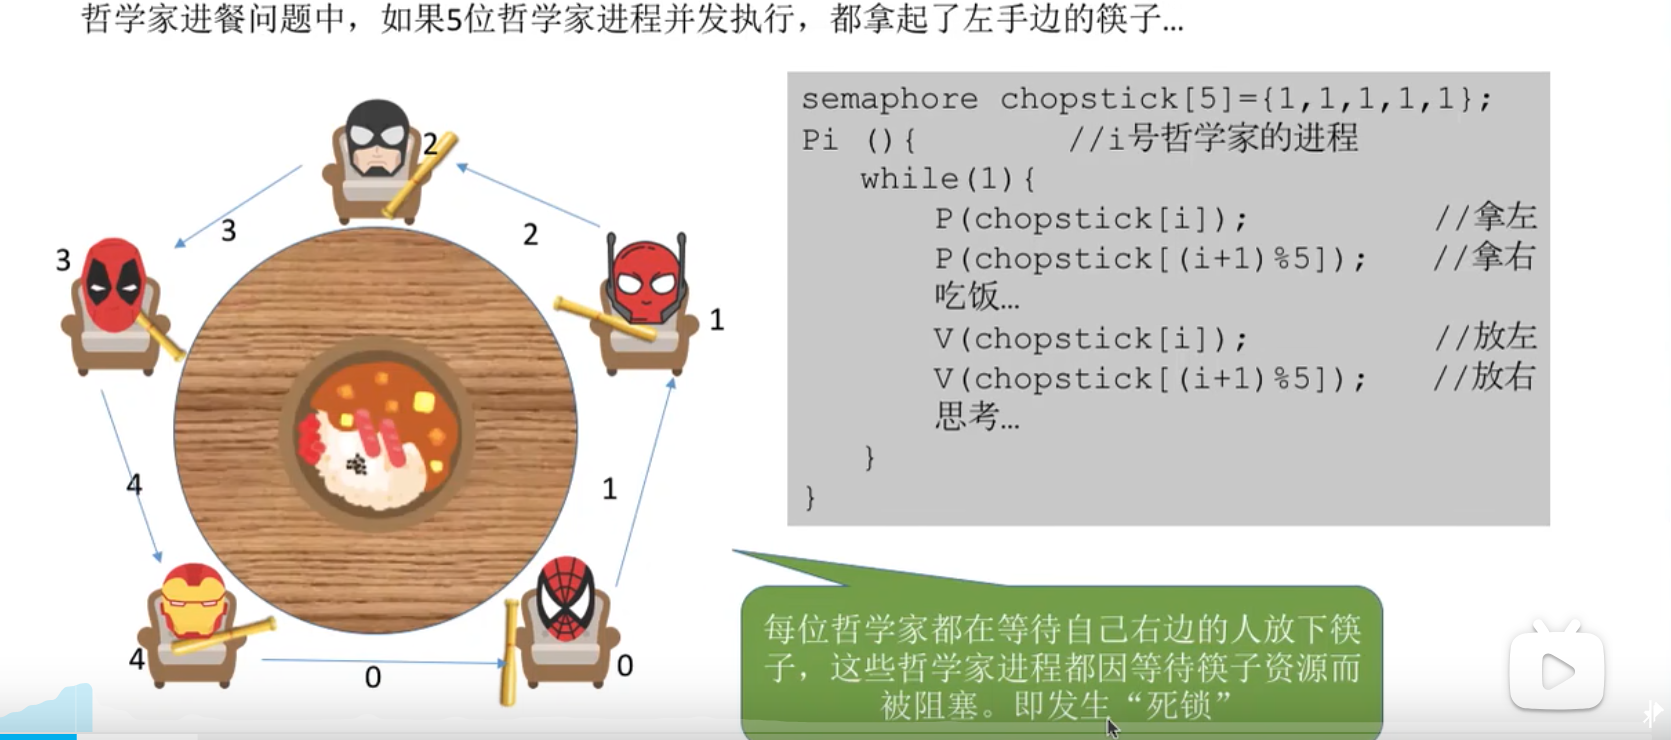 哲学家进餐问题中，如果5位哲学家进程并发执行，都拿起了左手边的筷子...
semaphore chopstick[5]={1,1,1,1,1};
Pi (){ //i号哲学家的进程
while(1){
P(chopstick[i]); //拿左
P(chopstick[(i+1)%5]); //拿右
吃饭...
V(chopstick[i]); //放左
V(chopstick[(i+1)%5]); //放右
思考...
}
}
2
3
2
3
1
4
1
4
0
0
每位哲学家都在等待自己右边的人放下筷
子，这些哲学家进程都因等待筷子资源而
被阻塞。即发生“死锁”